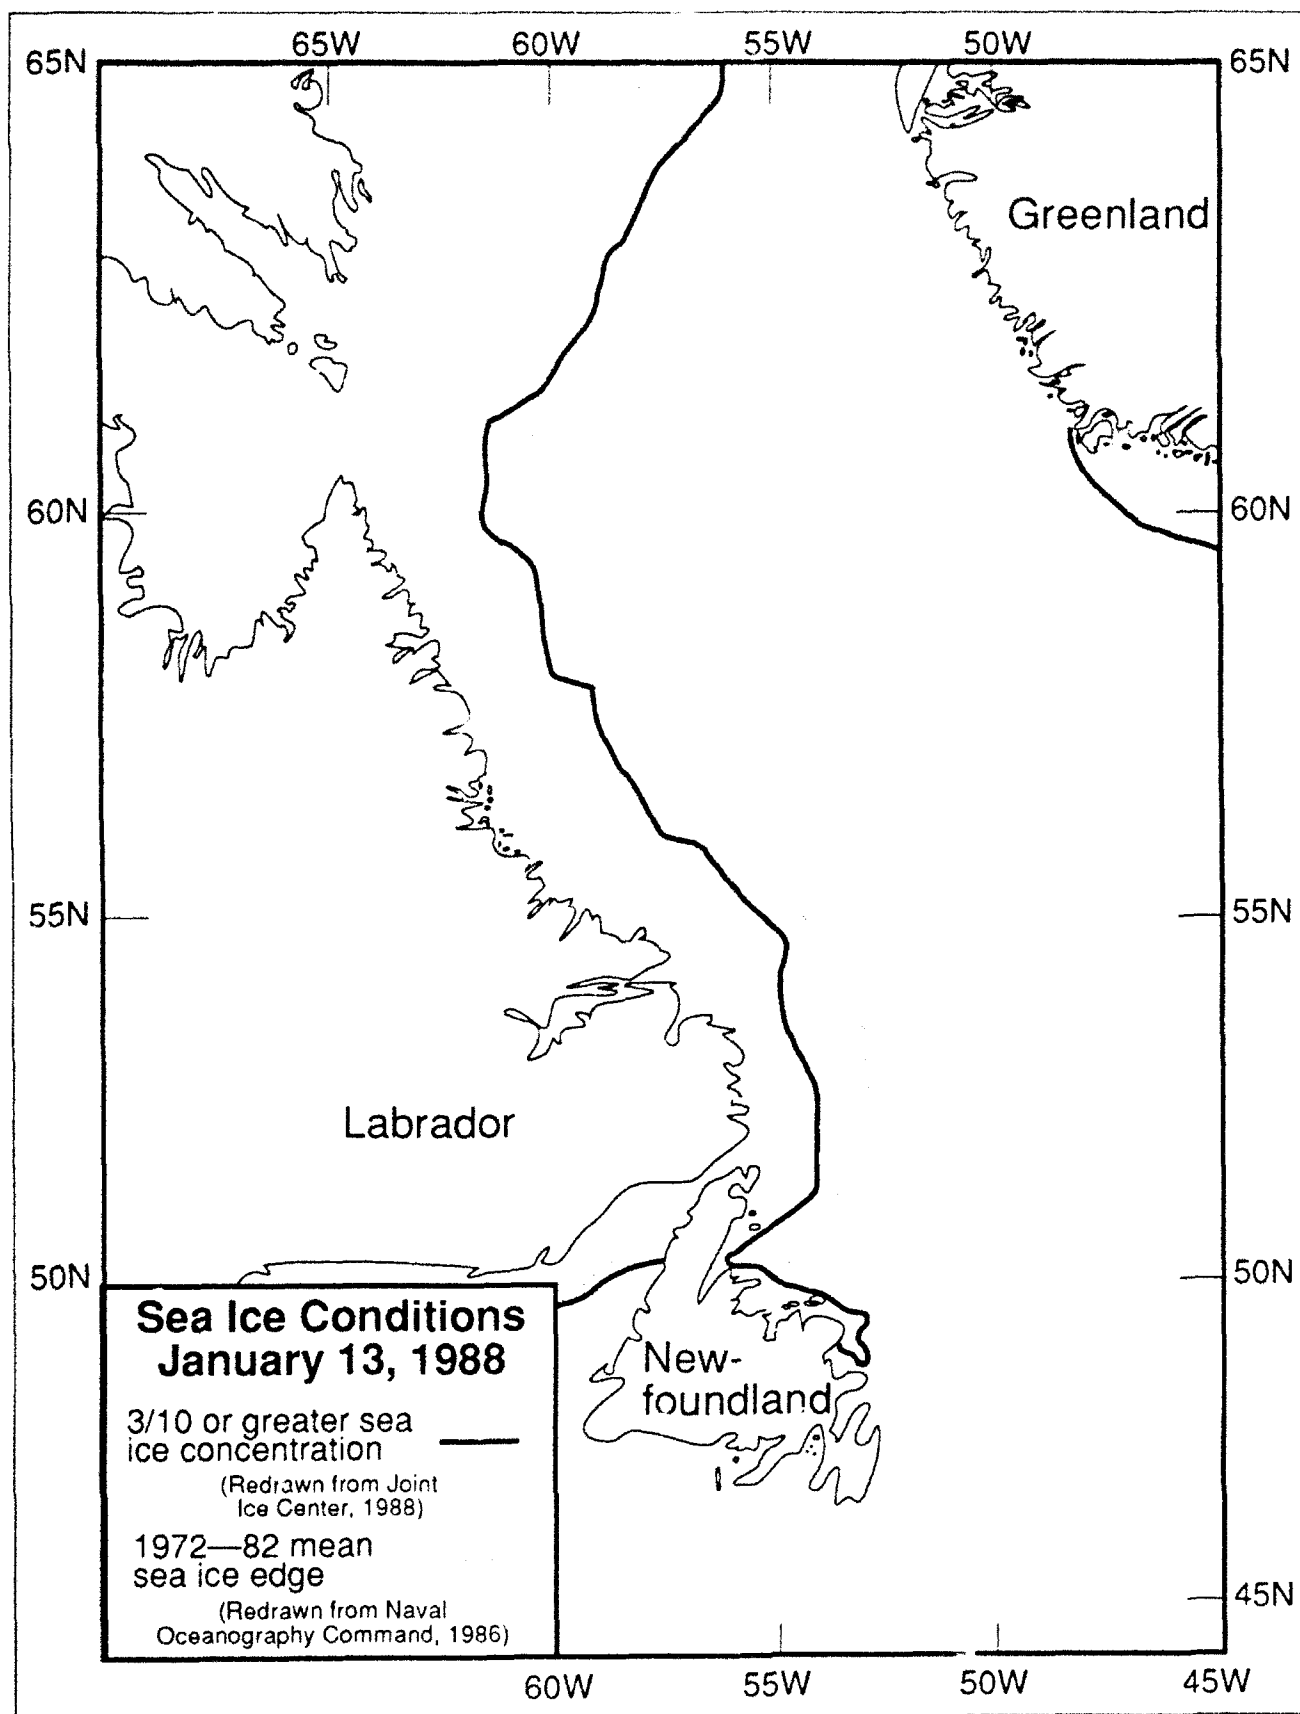 65W 60W 55W 50W
65N 65N
Greenland
60N 60N
55N 55N
Labrador
50N 50N
Sea Ice Conditions
January 13, 1988
3/10 or greater sea
ice concentration
(Redrawn from Joint
Ice Center, 1988)
1972—82 mean
sea ice edge
(Redrawn from Naval
Oceanography Command, 1986)
New-
foundland
45N
60W 55W 50W 45W